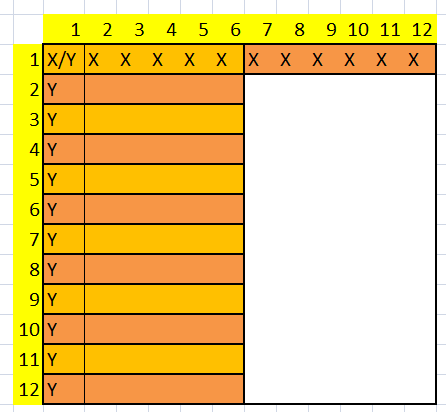 1 2 3 4 5 6 7 8 9 10 11 12
1 X/Y X X X X X X X X X X X
2 Y
3 Y
4 Y
5 Y
6 Y
7 Y
8 Y
9 Y
10 Y
11 Y
12 Y